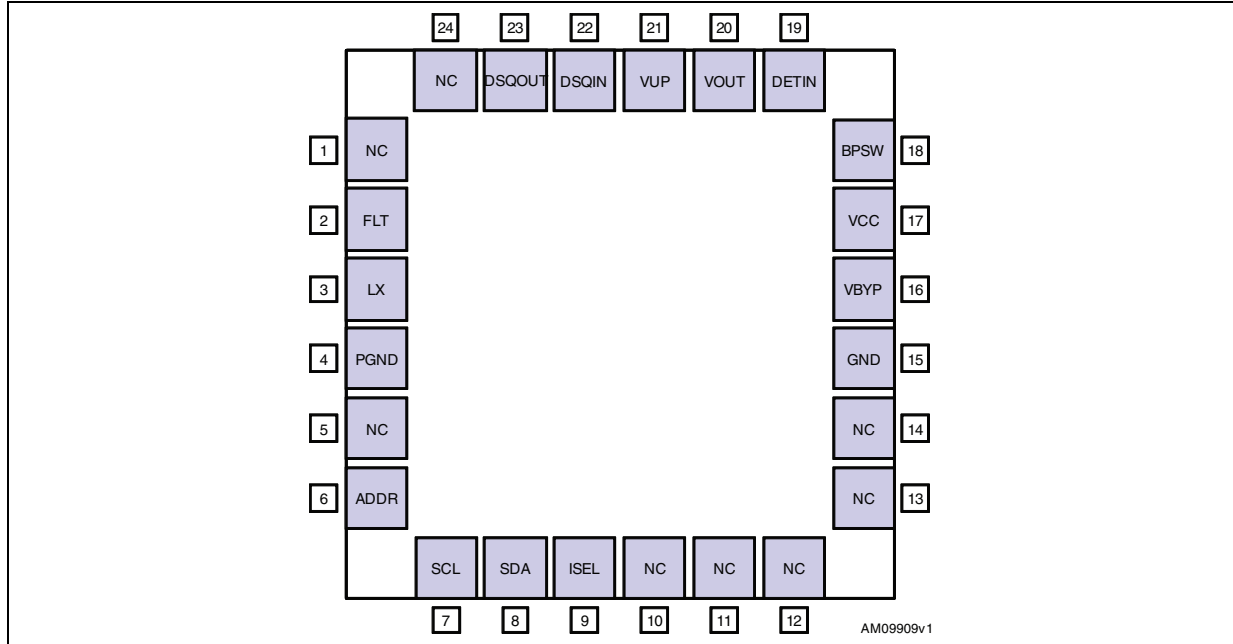 24 23 22 21 20 19
NC DSQOUT DSQIN VUP VOUT DETIN
1 NC BPSW 18
2 FLT VCC 17
3 LX VBYP 16
4 PGND GND 15
5 NC NC 14
6 ADDR NC 13
SCL SDA ISEL NC NC NC
7 8 9 10 11 12
AM09909v1